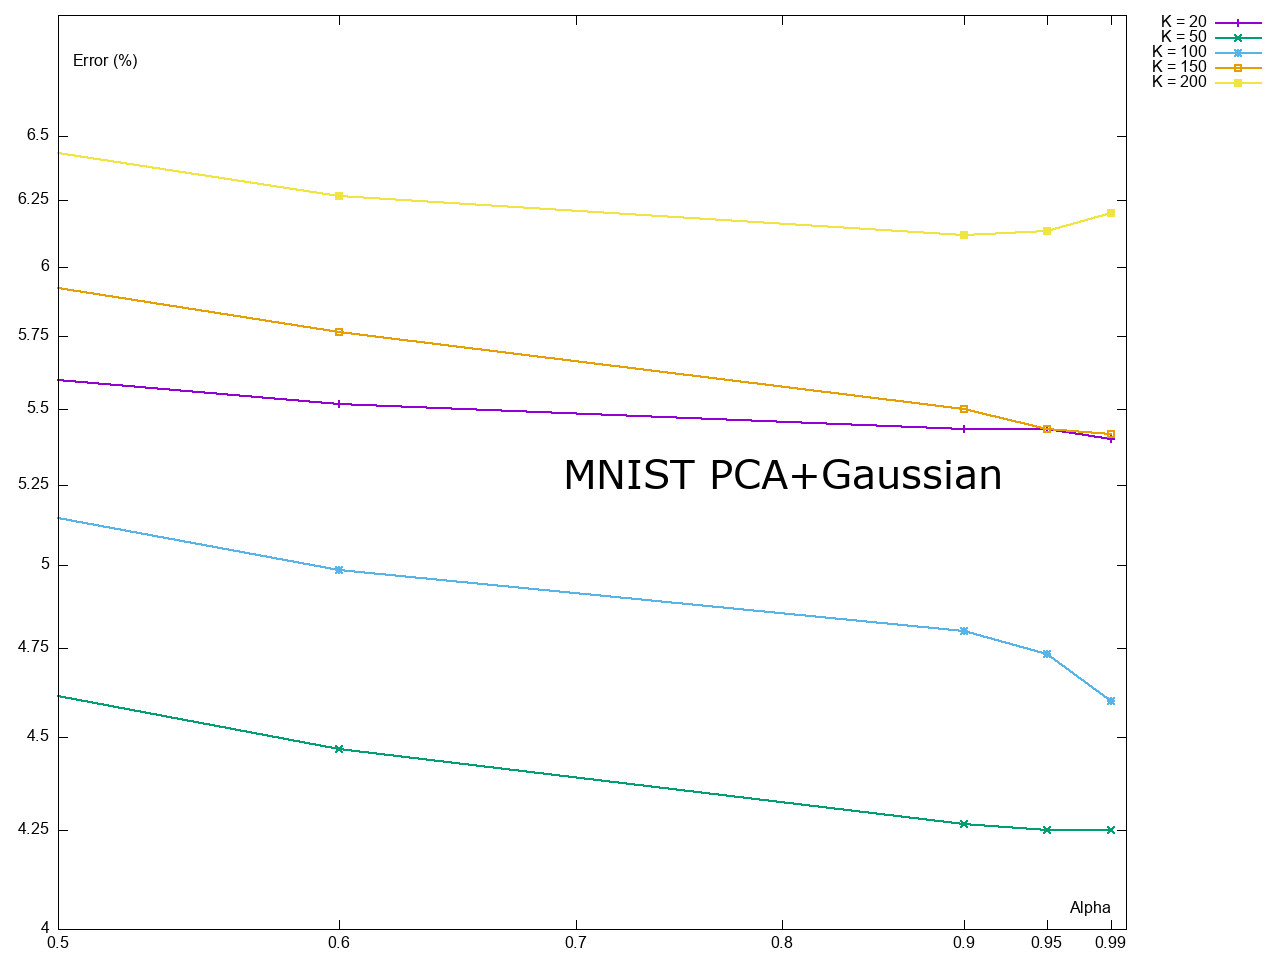 K = 20
K = 50
K = 100
K = 150
K = 200
Error (%)
6.5
6.25
6
5.75
5.5
5.25
5
4.75
4.5
4.25
4
MNIST PCA+Gaussian
Alpha
0.5 0.6 0.7 0.8 0.9 0.95 0.99